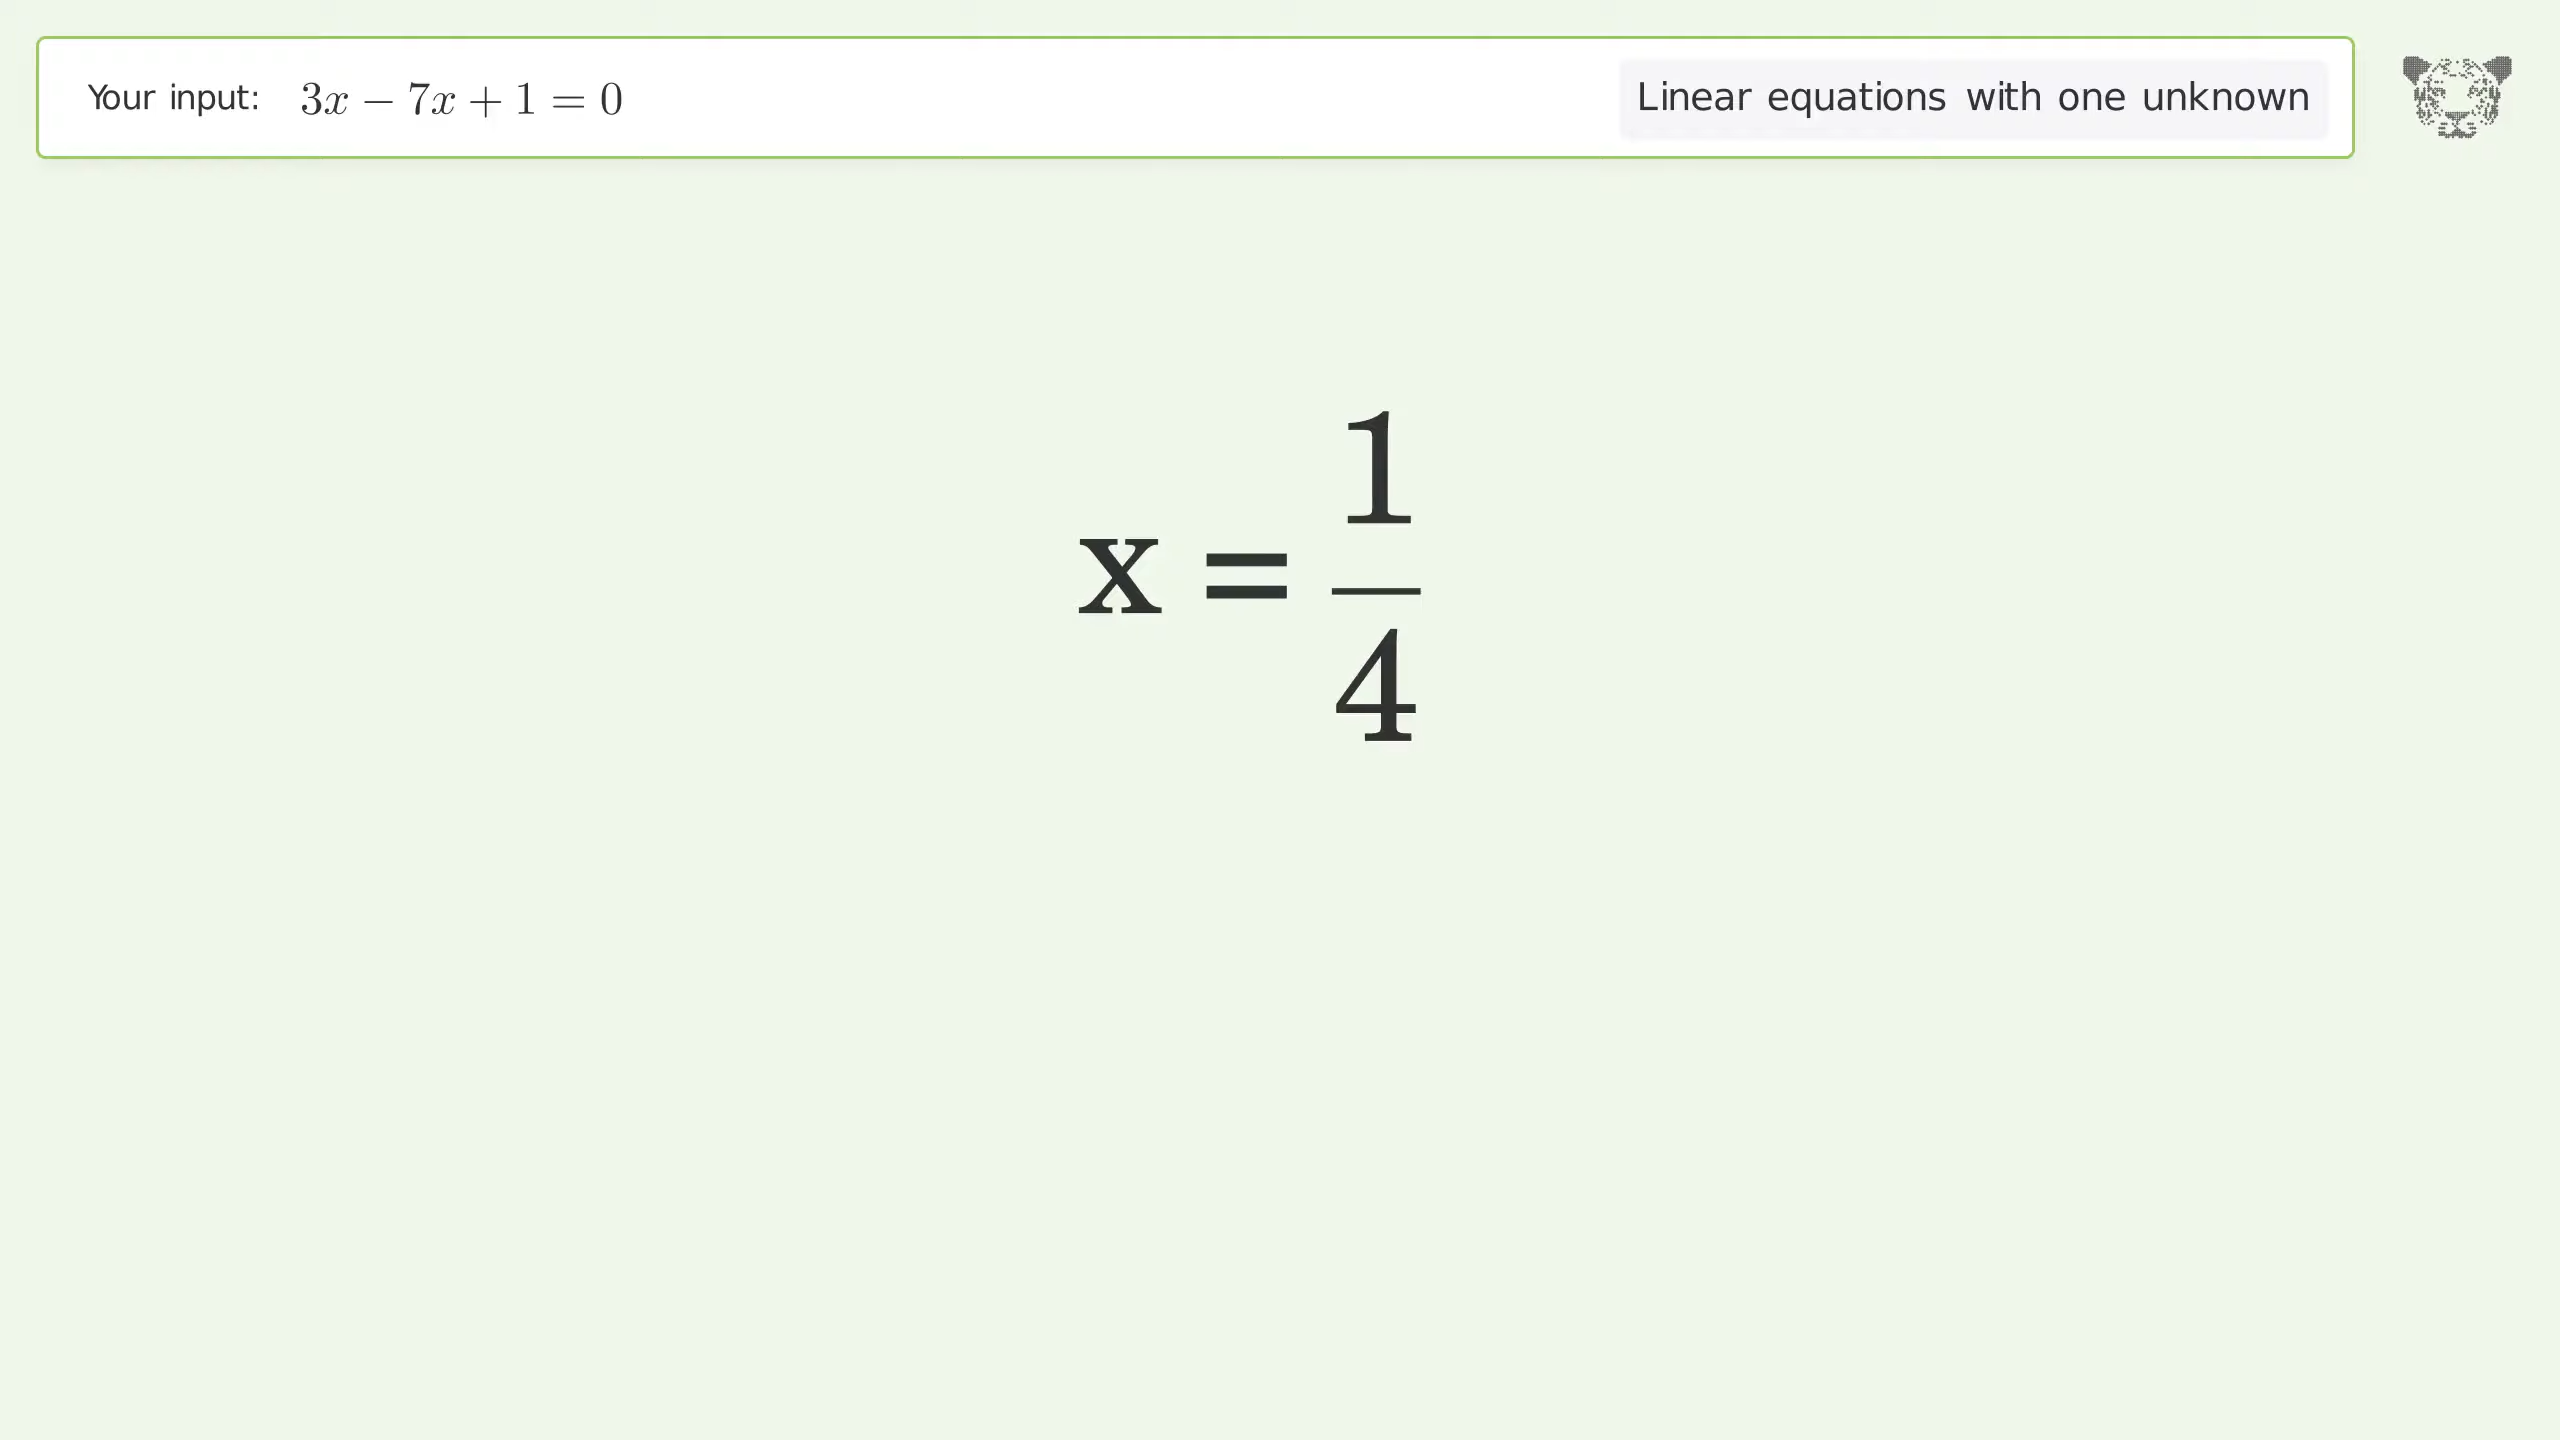 Your input: 3x − 7x + 1 = 0
Linear equations with one unknown
x = 1/4